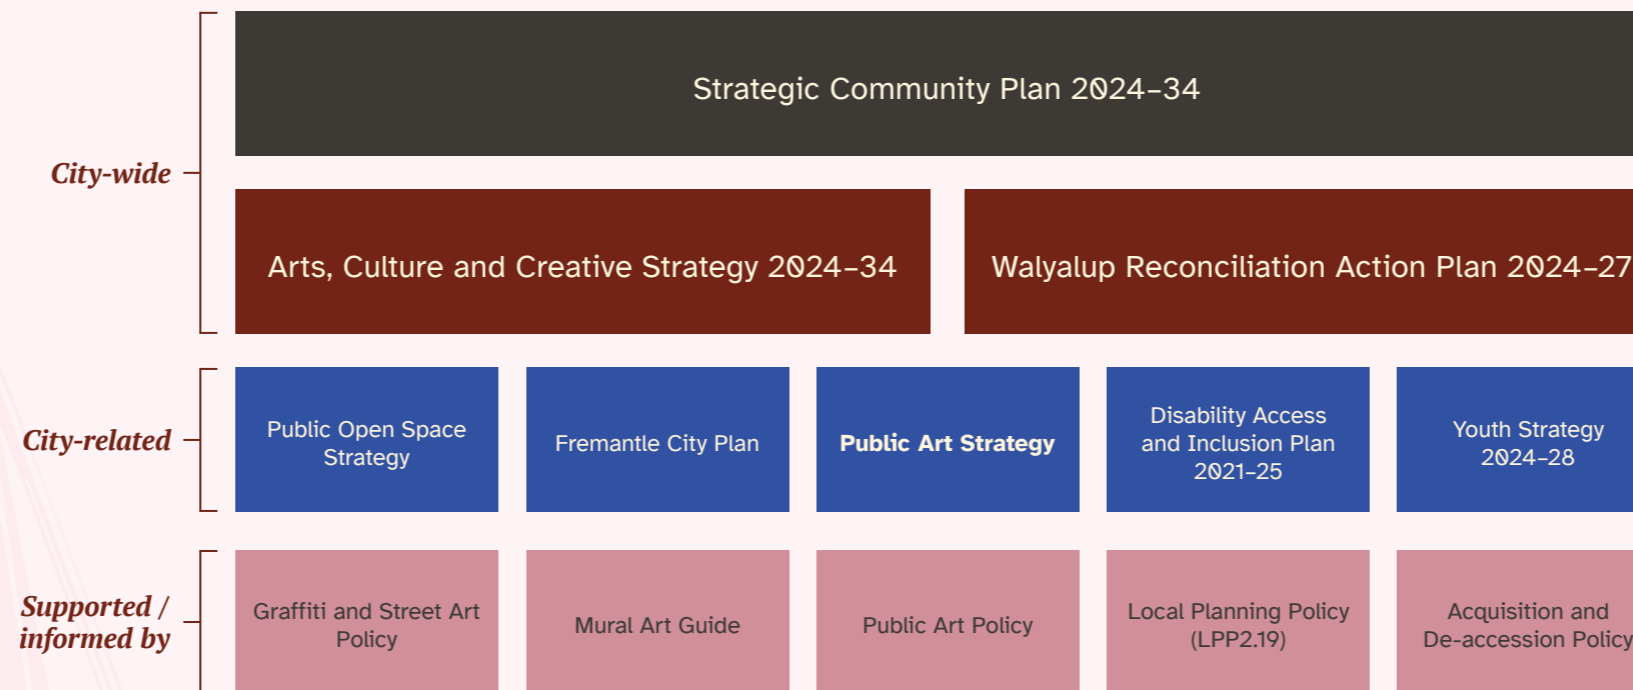 Strategic Community Plan 2024–34
City-wide
Arts, Culture and Creative Strategy 2024–34
Walyalup Reconciliation Action Plan 2024–27
City-related
Public Open Space
Strategy
Fremantle City Plan
Public Art Strategy
Disability Access
and Inclusion Plan
2021–25
Youth Strategy
2024–28
Supported /
informed by
Graffiti and Street Art
Policy
Mural Art Guide
Public Art Policy
Local Planning Policy
(LPP2.19)
Acquisition and
De-accession Policy